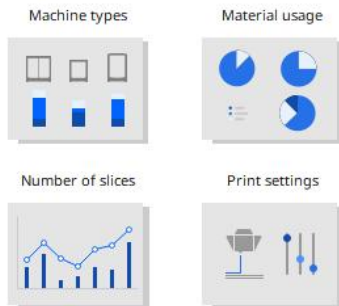 Machine types
Material usage
Number of slices
Print settings